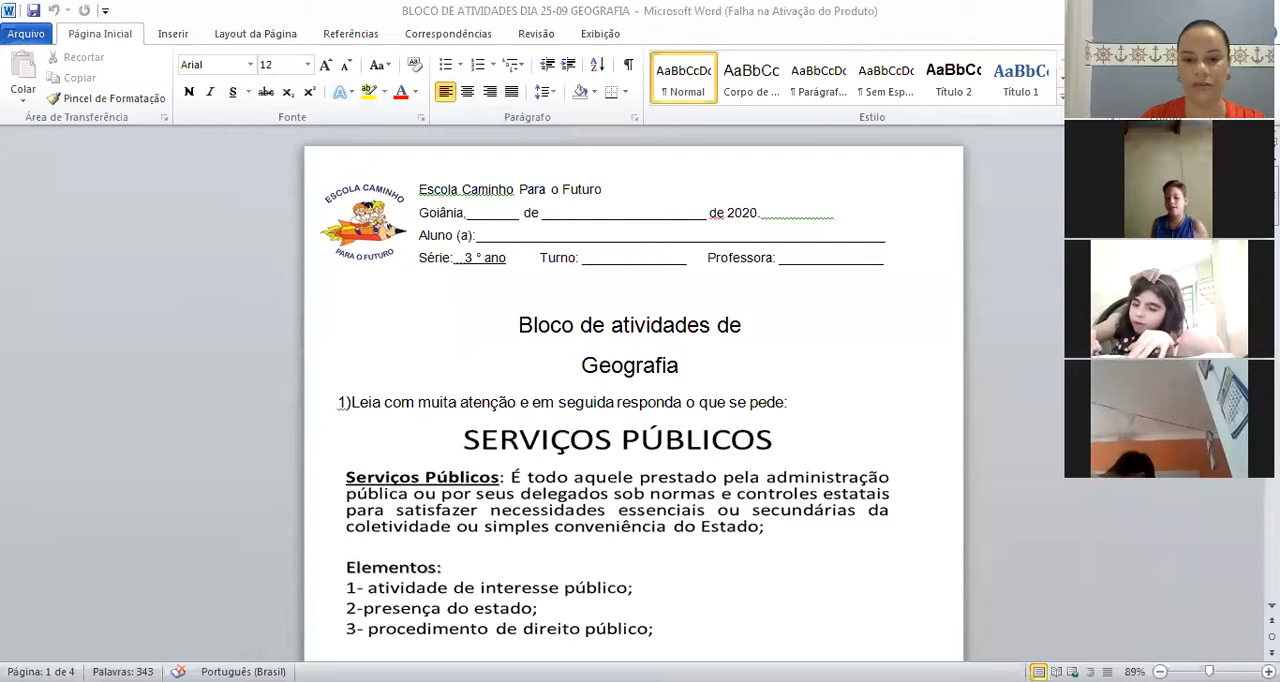 BLOCO DE ATIVIDADES DIA 25-09 GEOGRAFIA - Microsoft Word (Falha na Ativação do Produto)
Arquivo Página Inicial Inserir Layout da Página Referências Correspondências Revisão Exibição
Recortar
Copiar
Colar
Pincel de Formatação
Área de Transferência
Arial 12
Fonte
Parágrafo
AaBbCcDc AaBbCc AaBbCcDc AaBbCcDc AaBbCc AaBbCc
¶ Normal Corpo de ... ¶ Parágraf... ¶ Sem Esp... Título 2 Título 1
Estilo
ESCOLA CAMINHO
PARA O FUTURO
Escola Caminho Para o Futuro
Goiânia,________ de _________________________ de 2020.
Aluno (a):______________________________
Série: 3 ° ano Turno: ________________ Professora: ________________
Bloco de atividades de
Geografia
1)Leia com muita atenção e em seguida responda o que se pede:
SERVIÇOS PÚBLICOS
Serviços Públicos: É todo aquele prestado pela administração
pública ou por seus delegados sob normas e controles estatais
para satisfazer necessidades essenciais ou secundárias da
coletividade ou simples conveniência do Estado;
Elementos:
1- atividade de interesse público;
2-presença do estado;
3- procedimento de direito público;
Página: 1 de 4 Palavras: 343 Português (Brasil) 89%